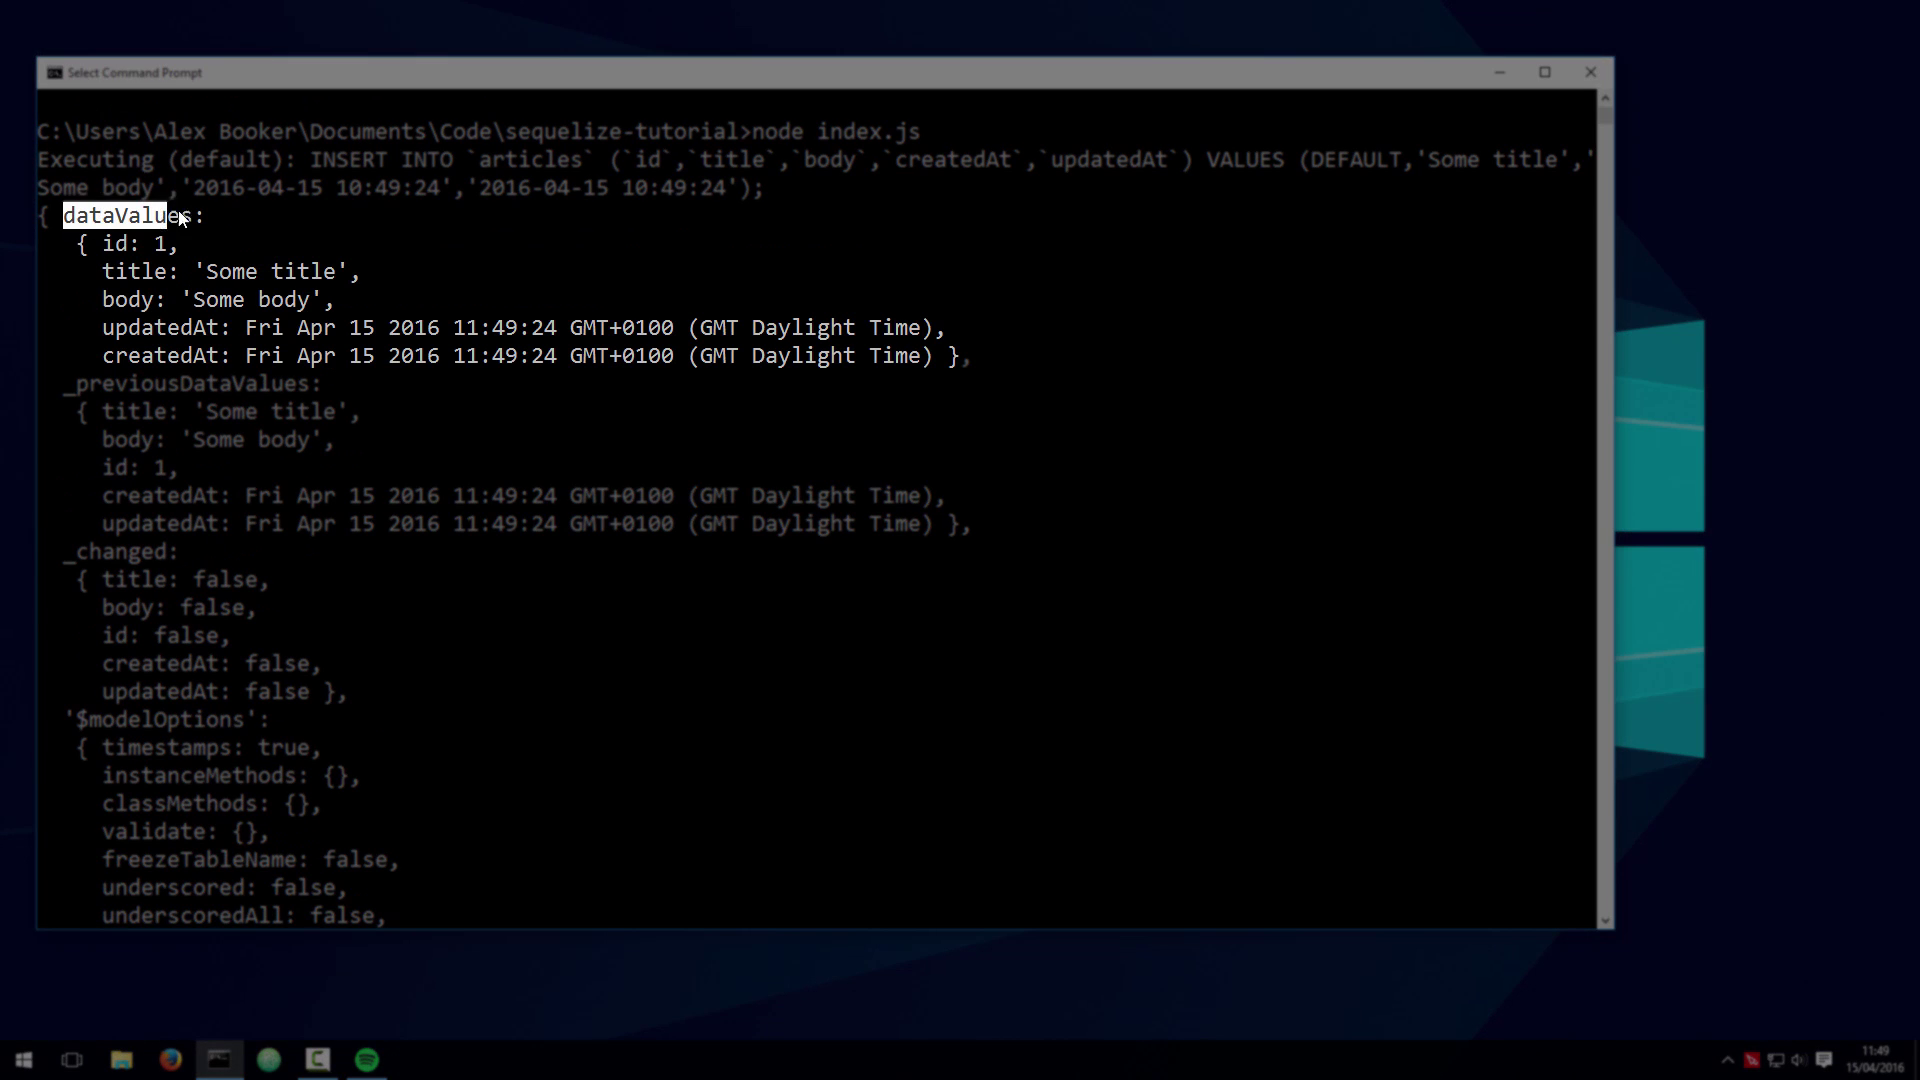 Select Command Prompt
C:\Users\Alex Booker\Documents\Code\sequelize-tutorial>node index.js
Executing (default): INSERT INTO `articles` (`id`,`title`,`body`,`createdAt`,`updatedAt`) VALUES (DEFAULT,'Some title','
Some body','2016-04-15 10:49:24','2016-04-15 10:49:24');
{ dataValues:
{ id: 1,
title: 'Some title',
body: 'Some body',
updatedAt: Fri Apr 15 2016 11:49:24 GMT+0100 (GMT Daylight Time),
createdAt: Fri Apr 15 2016 11:49:24 GMT+0100 (GMT Daylight Time) },
_previousDataValues:
{ title: 'Some title',
body: 'Some body',
id: 1,
createdAt: Fri Apr 15 2016 11:49:24 GMT+0100 (GMT Daylight Time),
updatedAt: Fri Apr 15 2016 11:49:24 GMT+0100 (GMT Daylight Time) },
_changed:
{ title: false,
body: false,
id: false,
createdAt: false,
updatedAt: false },
'$modelOptions':
{ timestamps: true,
instanceMethods: {},
classMethods: {},
validate: {},
freezeTableName: false,
underscored: false,
underscoredAll: false,
11:49
15/04/2016